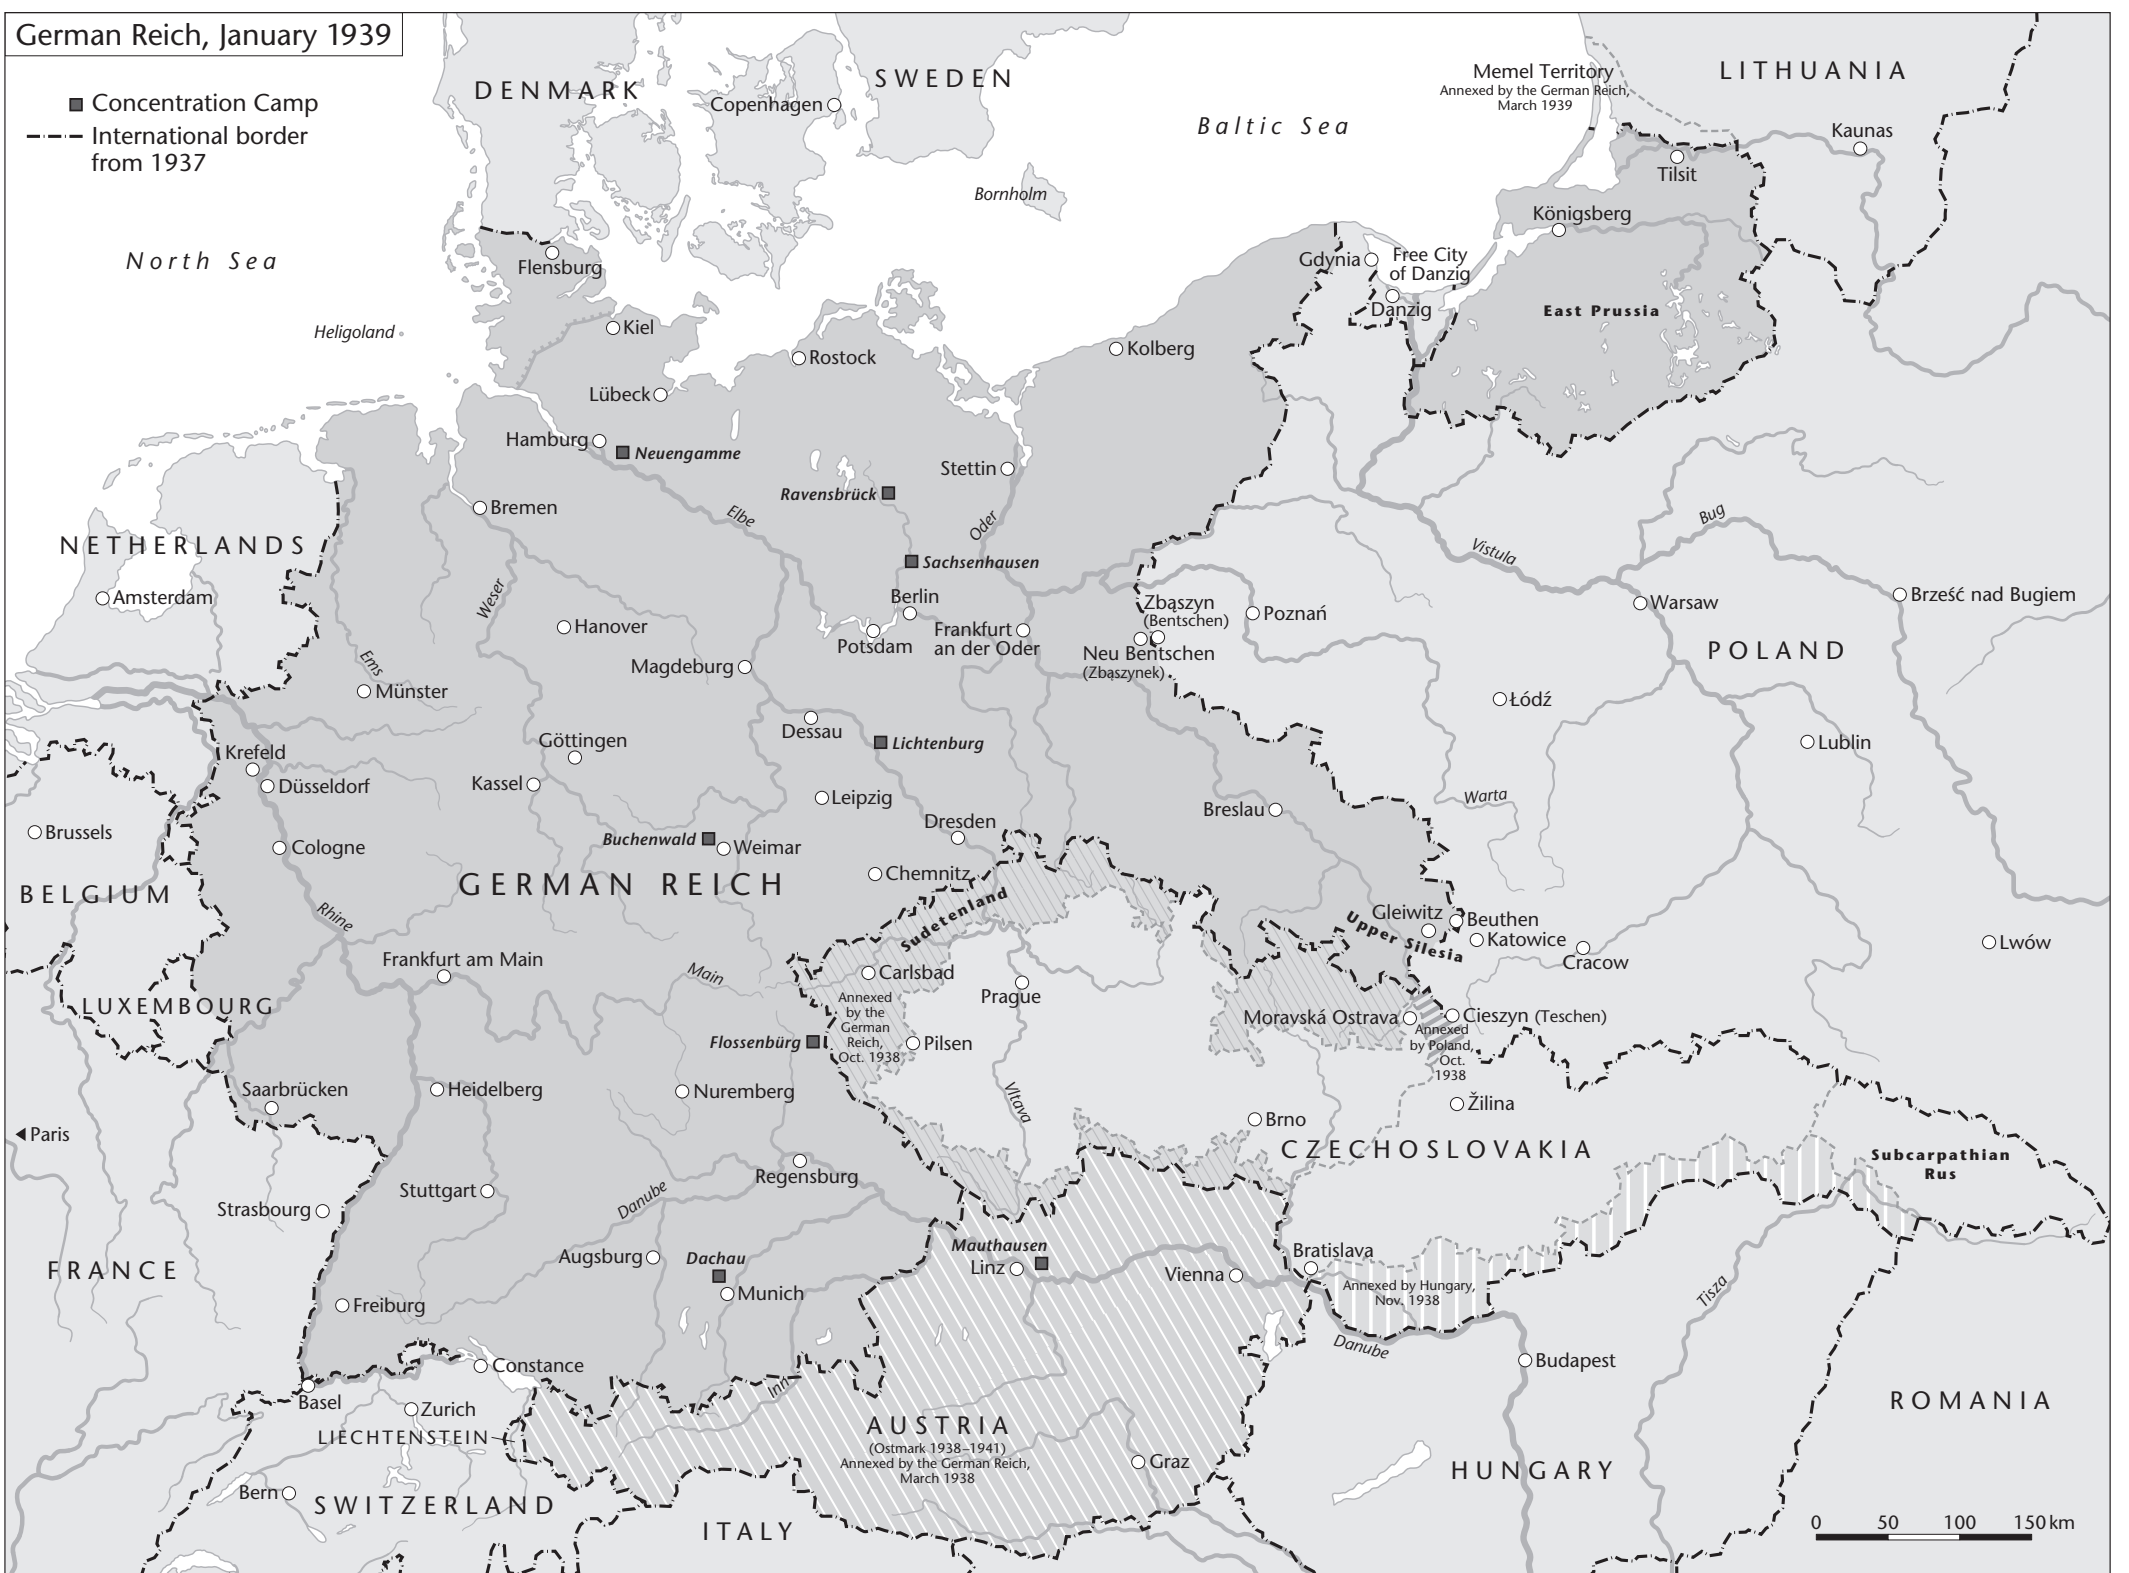 German Reich, January 1939
Concentration Camp
International border
from 1937
DENMARK
SWEDEN
Copenhagen
Baltic Sea
Memel Territory
Annexed by the German Reich,
March 1939
LITHUANIA
Kaunas
Tilsit
Bornholm
Königsberg
North Sea
Flensburg
Gdynia
Free City
of Danzig
Danzig
East Prussia
Heligoland
Kiel
Rostock
Kolberg
Lübeck
Hamburg
Neuengamme
Stettin
Ravensbrück
Bremen
Elbe
Oder
Bug
NETHERLANDS
Vistula
Sachsenhausen
Amsterdam
Weser
Berlin
Zbąszyn
(Bentschen)
Poznań
Warsaw
Brześć nad Bugiem
Hanover
Potsdam
Frankfurt
an der Oder
Neu Bentschen
(Zbąszynek)
POLAND
Ems
Magdeburg
Münster
Łódź
Dessau
Göttingen
Lichtenburg
Lublin
Krefeld
Düsseldorf
Kassel
Leipzig
Warta
Breslau
Brussels
Dresden
Cologne
Buchenwald
Weimar
Chemnitz
BELGIUM
GERMAN REICH
Rhine
Sudetenland
Gleiwitz
Beuthen
Upper Silesia
Katowice
Cracow
Lwów
Frankfurt am Main
Main
Carlsbad
Prague
LUXEMBOURG
Annexed
by the
German
Reich,
Oct. 1938
Moravská Ostrava
Cieszyn (Teschen)
Annexed
by Poland,
Oct.
1938
Flossenbürg
Pilsen
Saarbrücken
Heidelberg
Nuremberg
Vltava
Žilina
Brno
Paris
CZECHOSLOVAKIA
Subcarpathian
Rus
Regensburg
Stuttgart
Danube
Strasbourg
Augsburg
Dachau
Mauthausen
Linz
Vienna
Bratislava
FRANCE
Munich
Annexed by Hungary,
Nov. 1938
Tisza
Freiburg
Danube
Constance
Inn
Budapest
Basel
Zurich
ROMANIA
LIECHTENSTEIN
AUSTRIA
(Ostmark 1938–1941)
Annexed by the German Reich,
March 1938
Graz
HUNGARY
Bern
SWITZERLAND
ITALY
0 50 100 150 km